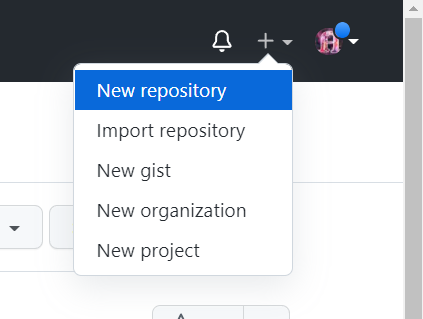 New repository
Import repository
New gist
New organization
New project